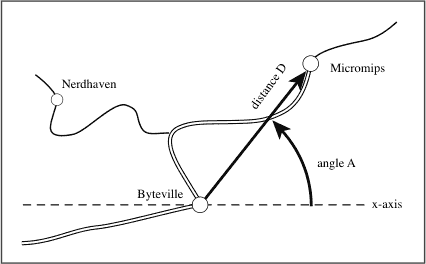 Nerdhaven
distance D
Micromips
angle A
Byteville
x-axis